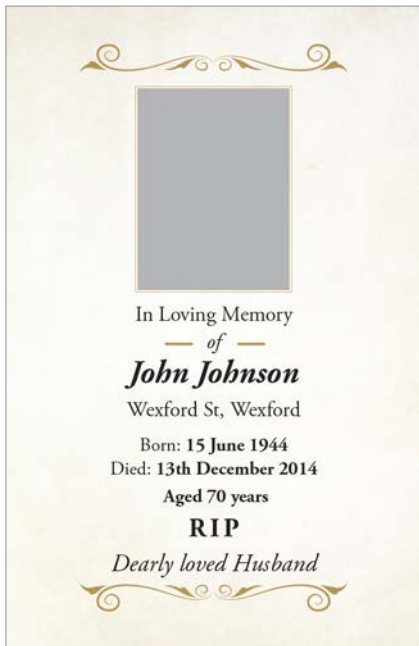 In Loving Memory
of
John Johnson
Wexford St, Wexford
Born: 15 June 1944
Died: 13th December 2014
Aged 70 years
RIP
Dearly loved Husband